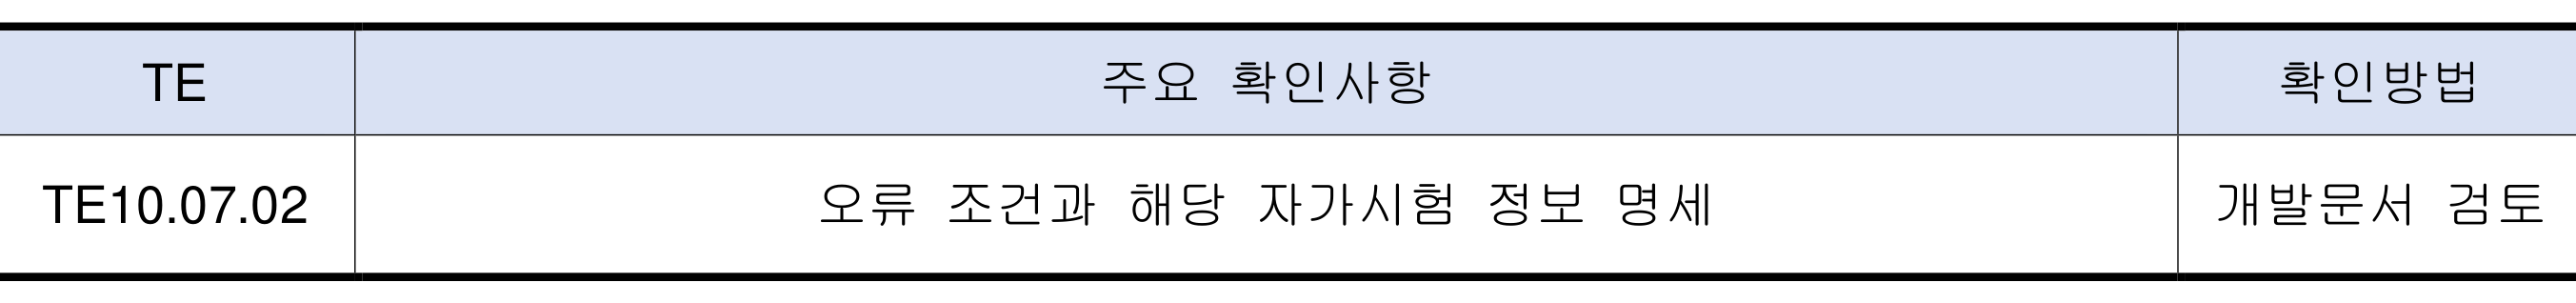 TE 주요 확인사항 확인방법
TE10.07.02 오류 조건과 해당 자가시험 정보 명세 개발문서 검토